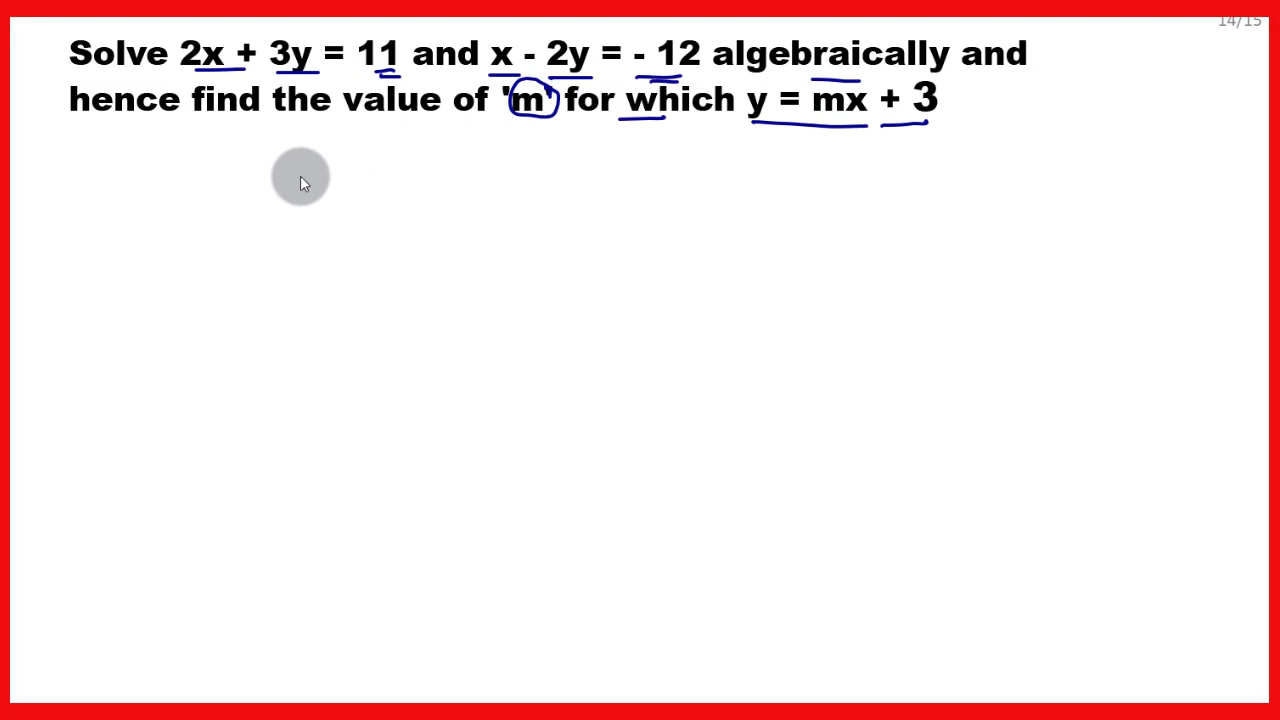 14/15
Solve 2x + 3y = 11 and x - 2y = - 12 algebraically and
hence find the value of 'm' for which y = mx + 3